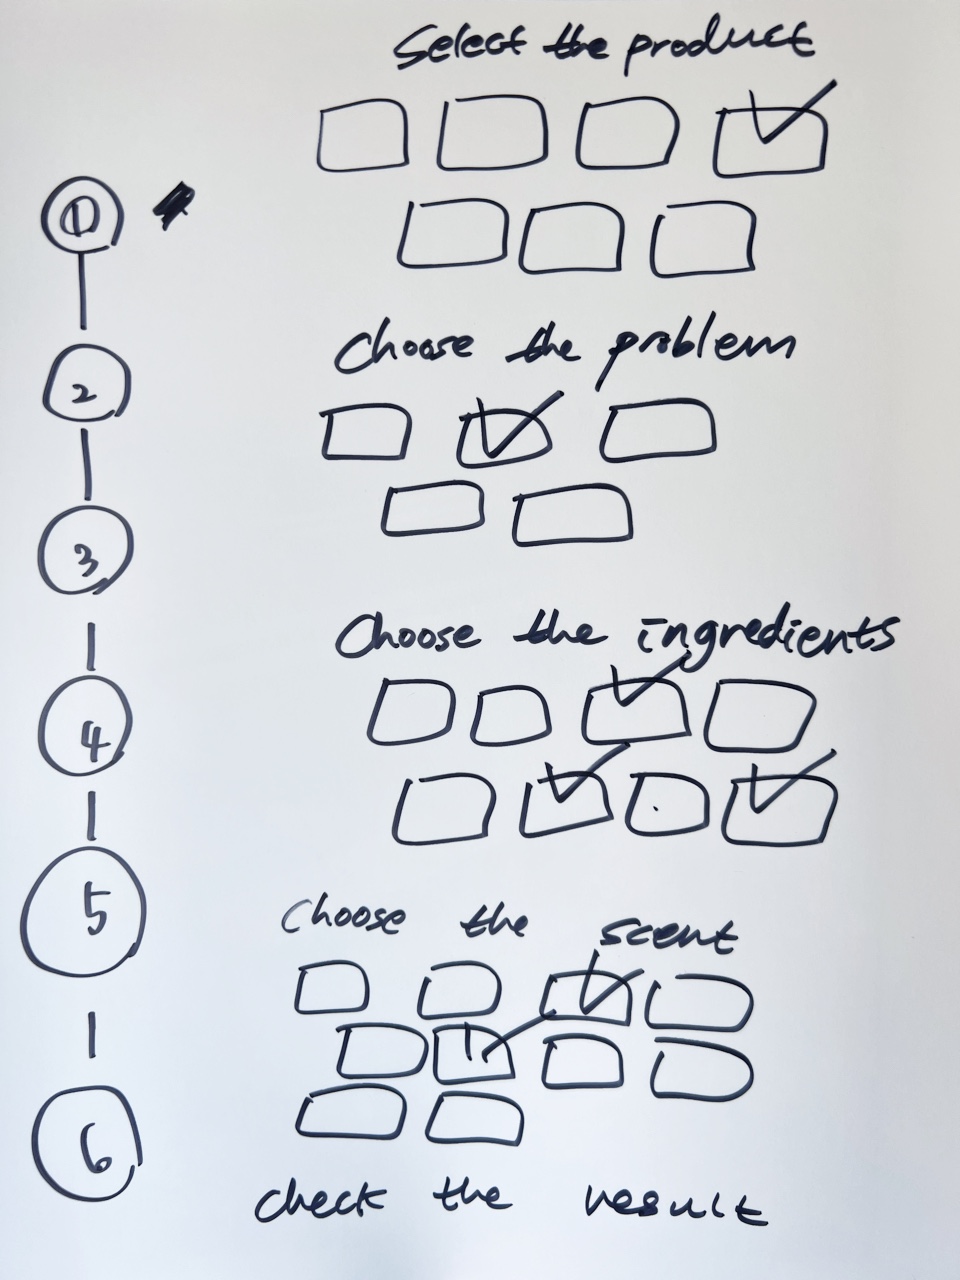 Select the product
1
Choose the problem
2
3
Choose the ingredients
4
5
Choose the scent
6
check the result